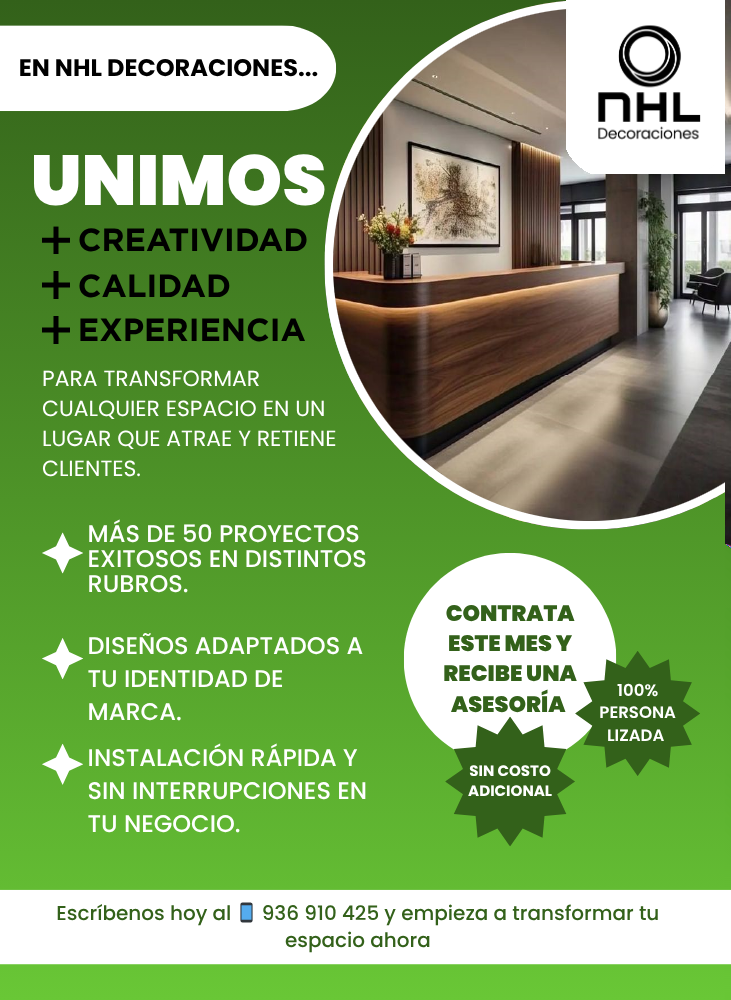 EN NHL DECORACIONES...
nHL
Decoraciones
UNIMOS
+ CREATIVIDAD
+ CALIDAD
+ EXPERIENCIA
PARA TRANSFORMAR
CUALQUIER ESPACIO EN UN
LUGAR QUE ATRAE Y RETIENE
CLIENTES.
MÁS DE 50 PROYECTOS
EXITOSOS EN DISTINTOS
RUBROS.
DISEÑOS ADAPTADOS A
TU IDENTIDAD DE
MARCA.
INSTALACIÓN RÁPIDA Y
SIN INTERRUPCIONES EN
TU NEGOCIO.
CONTRATA
ESTE MES Y
RECIBE UNA
ASESORÍA
100%
PERSONA
LIZADA
SIN COSTO
ADICIONAL
Escríbenos hoy al 📱 936 910 425 y empieza a transformar tu
espacio ahora